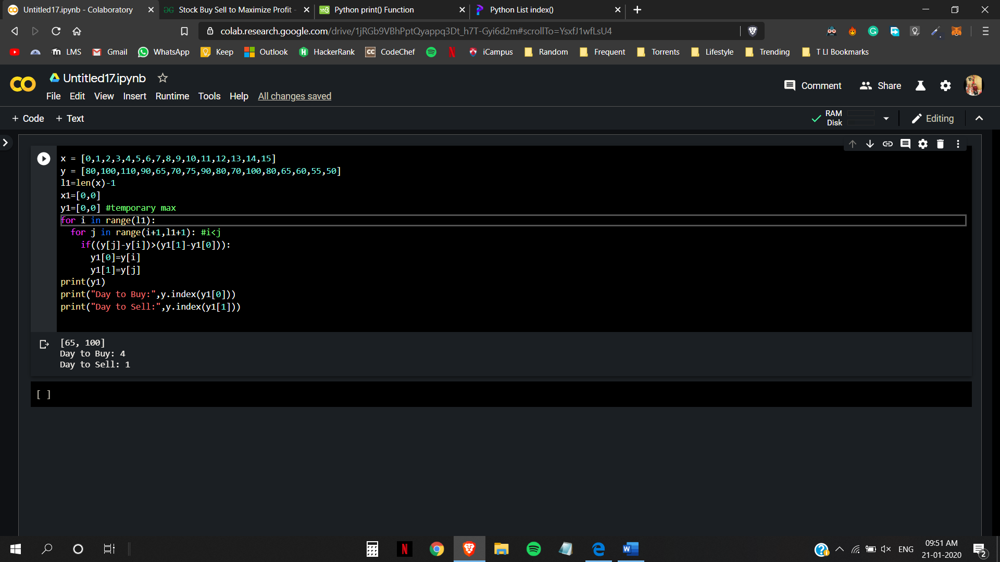 Untitled17.ipynb - Colaboratory
Stock Buy Sell to Maximize Profit -
Python print() Function
Python List index()
colab.research.google.com/drive/1jRGb9VBhPptQyappq3Dt_h7T-Gyi6d2m#scrollTo=YsxfJ1wfLsU4
LMS Gmail WhatsApp Keep Outlook HackerRank CodeChef iCampus Random Frequent Torrents Lifestyle Trending T LI Bookmarks
Untitled17.ipynb
Comment Share
File Edit View Insert Runtime Tools Help All changes saved
+ Code + Text
RAM
Disk
Editing
x = [0,1,2,3,4,5,6,7,8,9,10,11,12,13,14,15]
y = [80,100,110,90,65,70,75,90,80,70,100,80,65,60,55,50]
l1=len(x)-1
x1=[0,0]
y1=[0,0] #temporary max
for i in range(l1):
  for j in range(i+1,l1+1): #i<j
    if((y[j]-y[i])>(y1[1]-y1[0])):
      y1[0]=y[i]
      y1[1]=y[j]
print(y1)
print("Day to Buy:",y.index(y1[0]))
print("Day to Sell:",y.index(y1[1]))
[65, 100]
Day to Buy: 4
Day to Sell: 1
[ ]
ENG
09:51 AM
21-01-2020
2